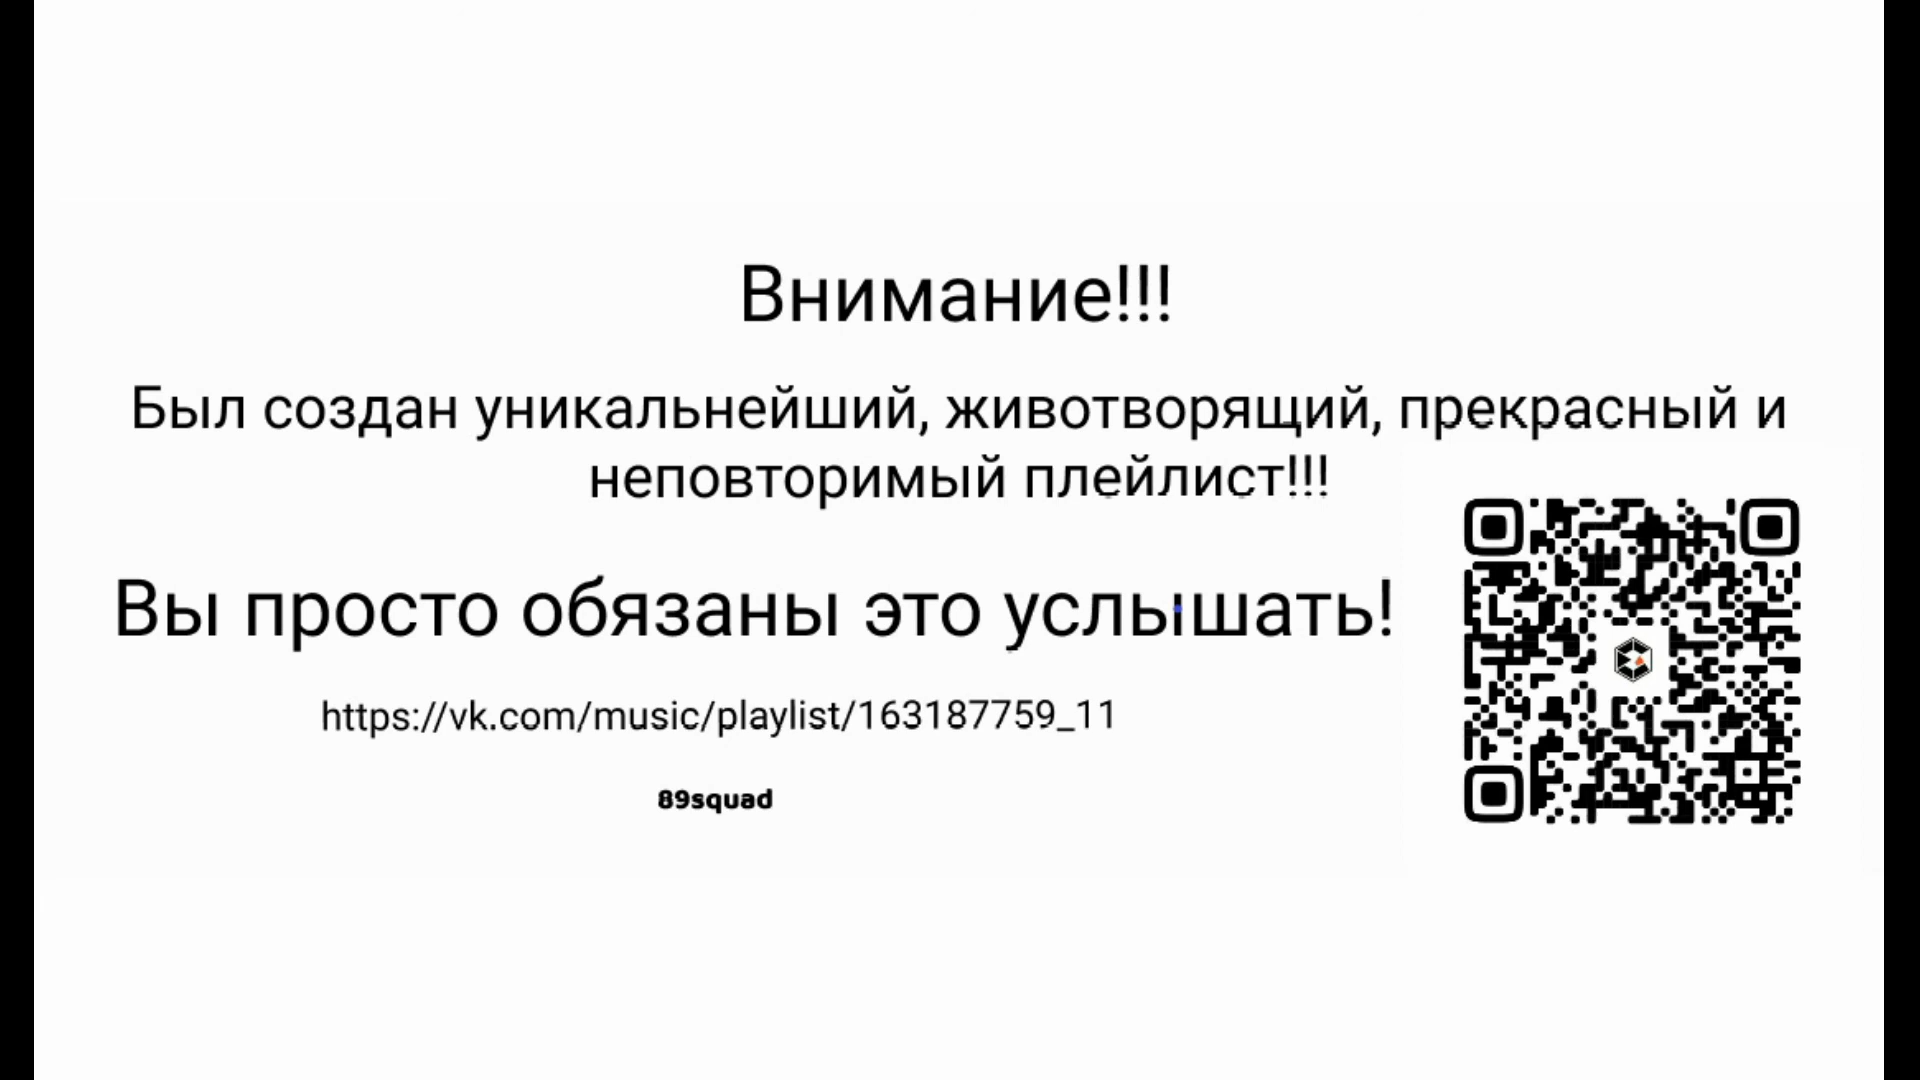 Внимание!!!
Был создан уникальнейший, животворящий, прекрасный и
неповторимый плейлист!!!
Вы просто обязаны это услышать!
https://vk.com/music/playlist/163187759_11
89squad